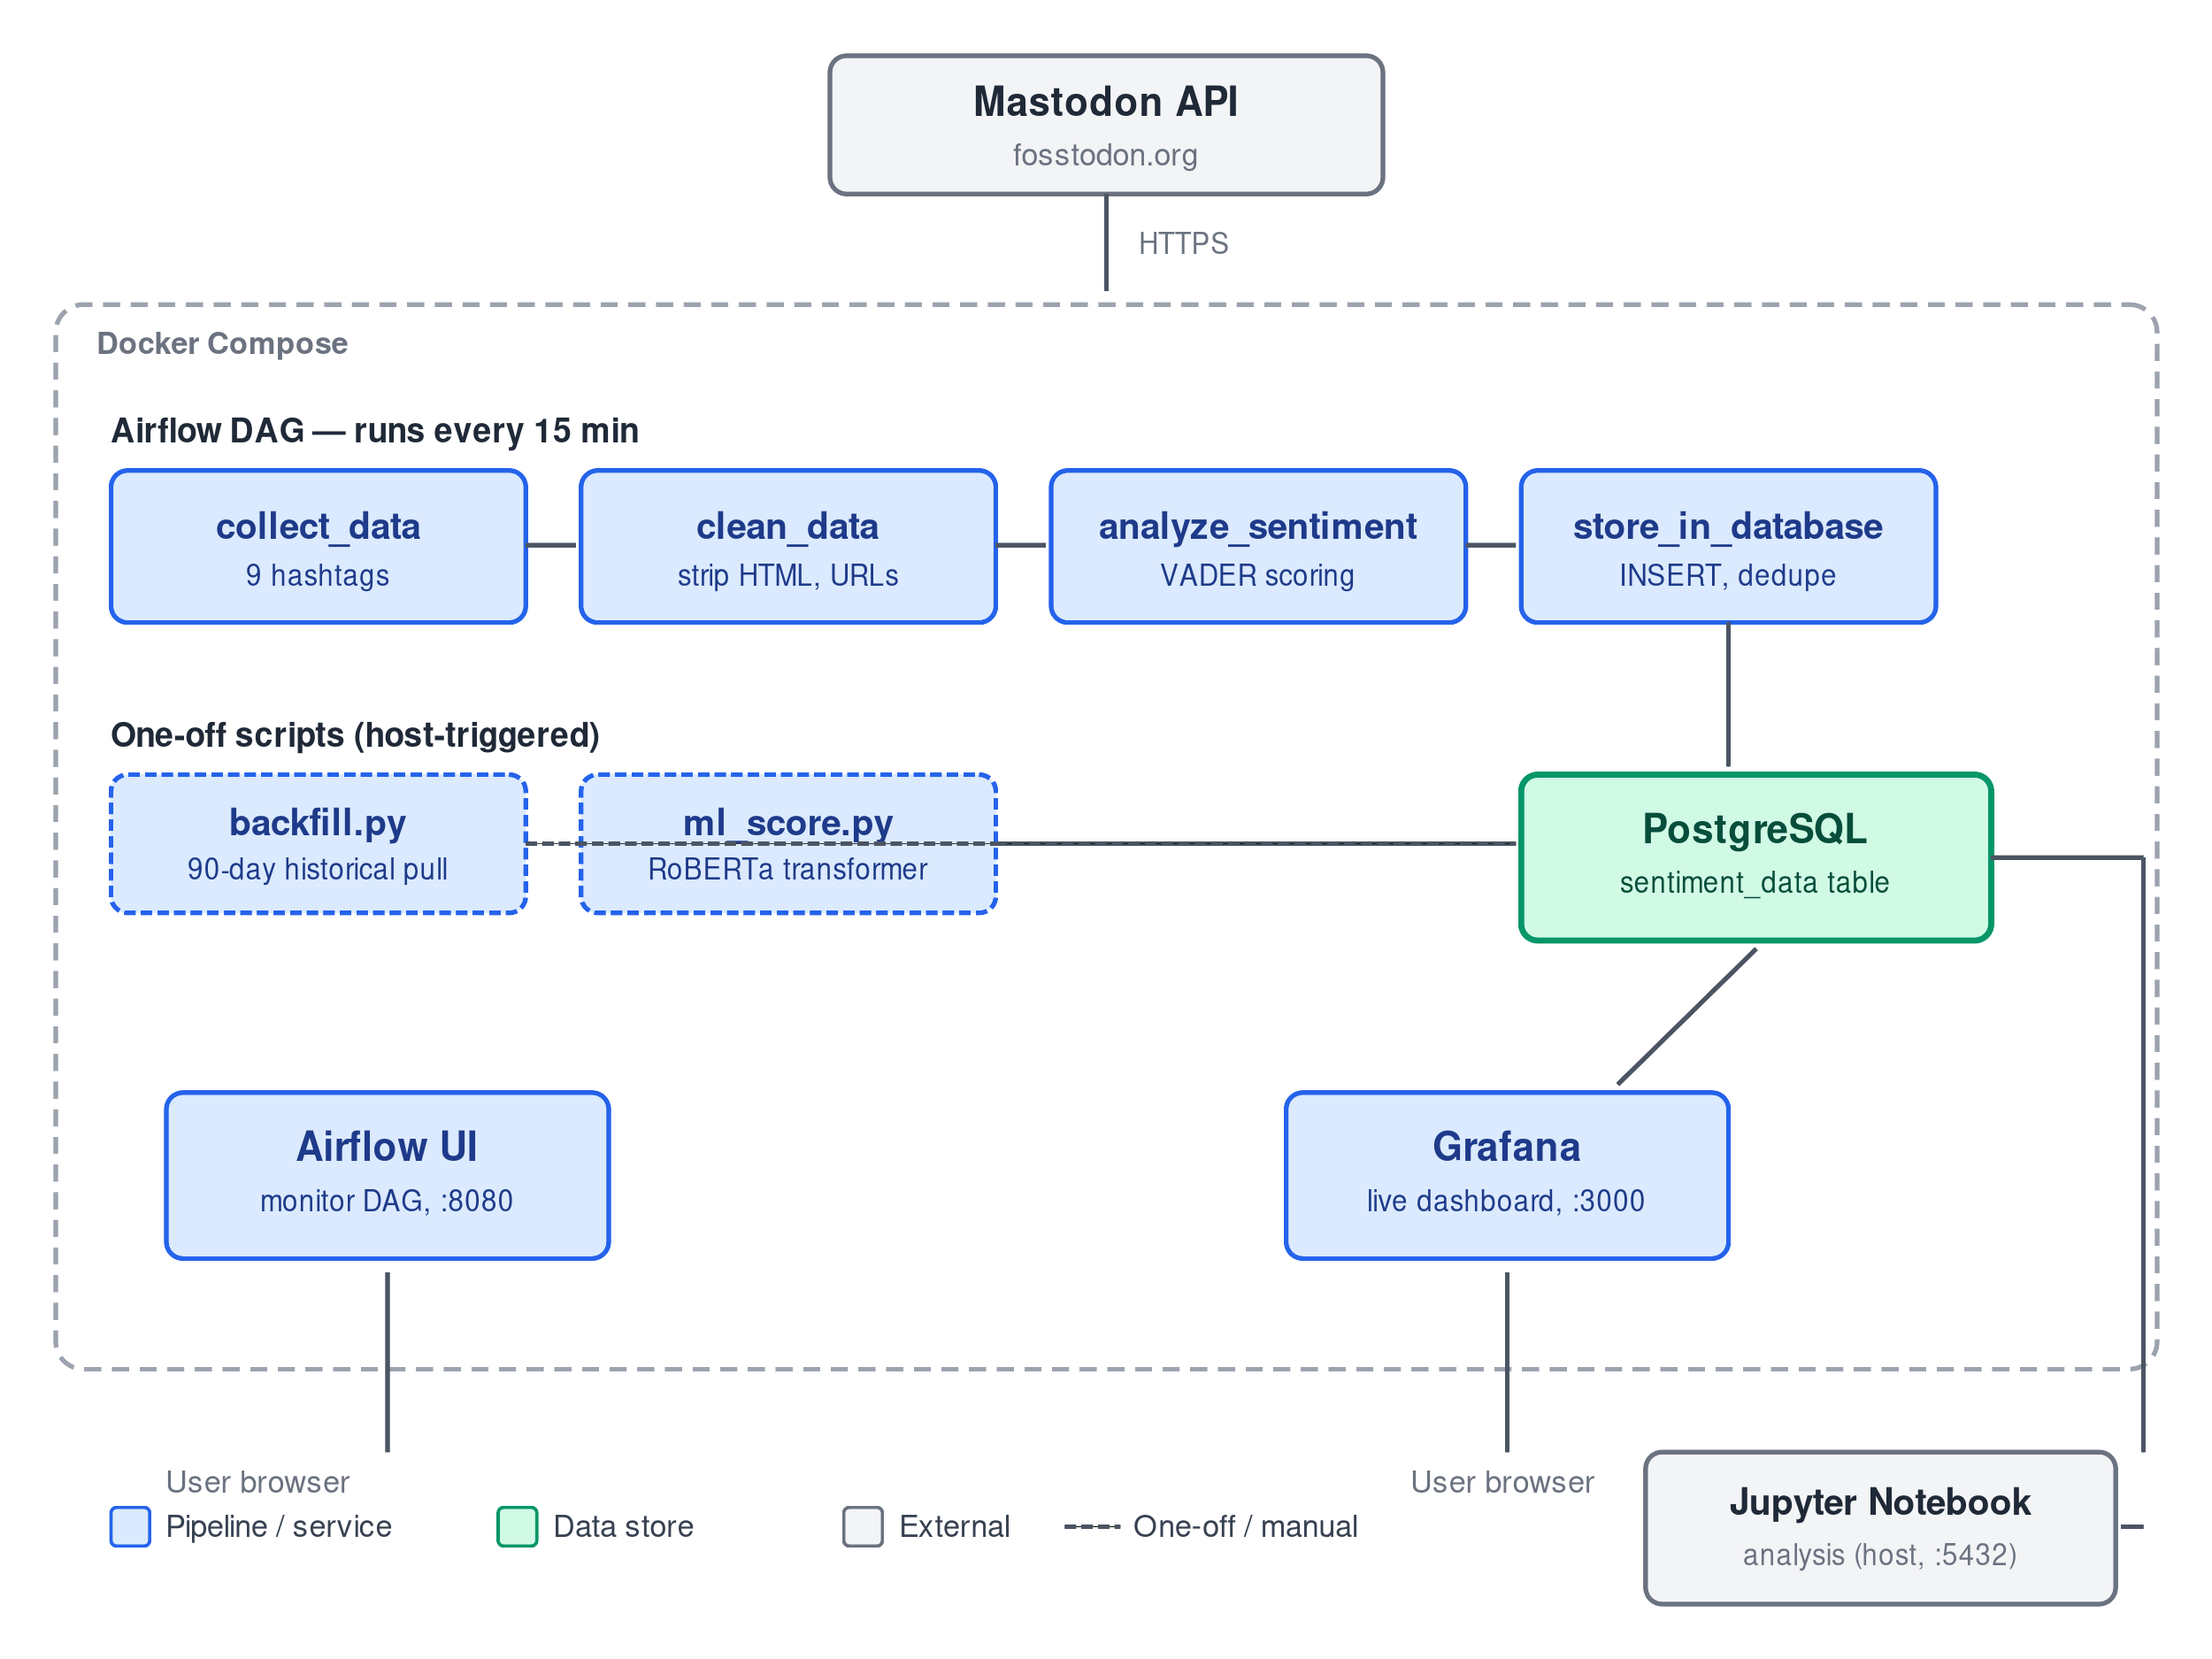 Mastodon API
fosstodon.org
HTTPS
Docker Compose
Airflow DAG — runs every 15 min
collect_data
9 hashtags
clean_data
strip HTML, URLs
analyze_sentiment
VADER scoring
store_in_database
INSERT, dedupe
One-off scripts (host-triggered)
backfill.py
90-day historical pull
ml_score.py
RoBERTa transformer
PostgreSQL
sentiment_data table
Airflow UI
monitor DAG, :8080
Grafana
live dashboard, :3000
User browser
User browser
Jupyter Notebook
analysis (host, :5432)
Pipeline / service
Data store
External
One-off / manual